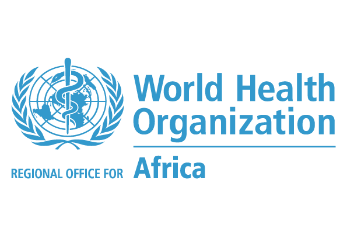 World Health
Organization
REGIONAL OFFICE FOR Africa